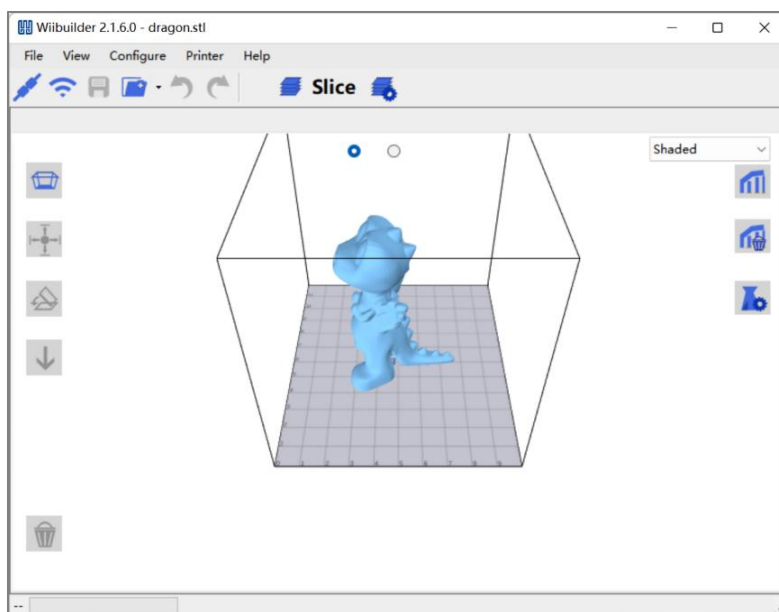 Wiibuilder 2.1.6.0 - dragon.stl
File View Configure Printer Help
Slice
Shaded
--